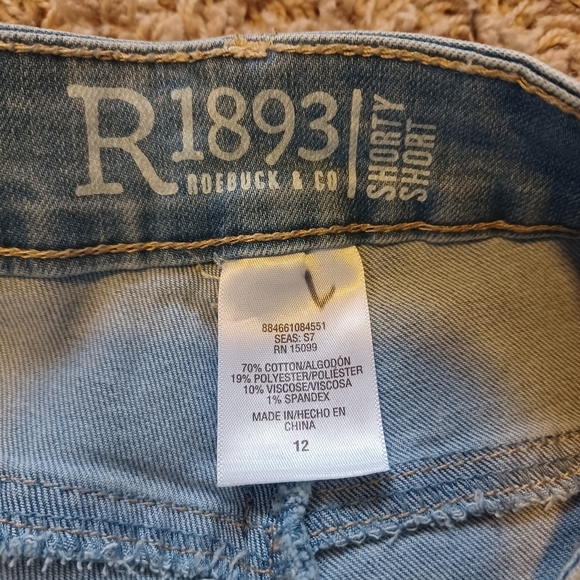 R1893
ROEBUCK & CO
SHORTY
SHORT
884661084551
SEAS: S7
RN 15099
70% COTTON/ALGODÓN
19% POLYESTER/POLIÉSTER
10% VISCOSE/VISCOSA
1% SPANDEX
MADE IN/HECHO EN
CHINA
12